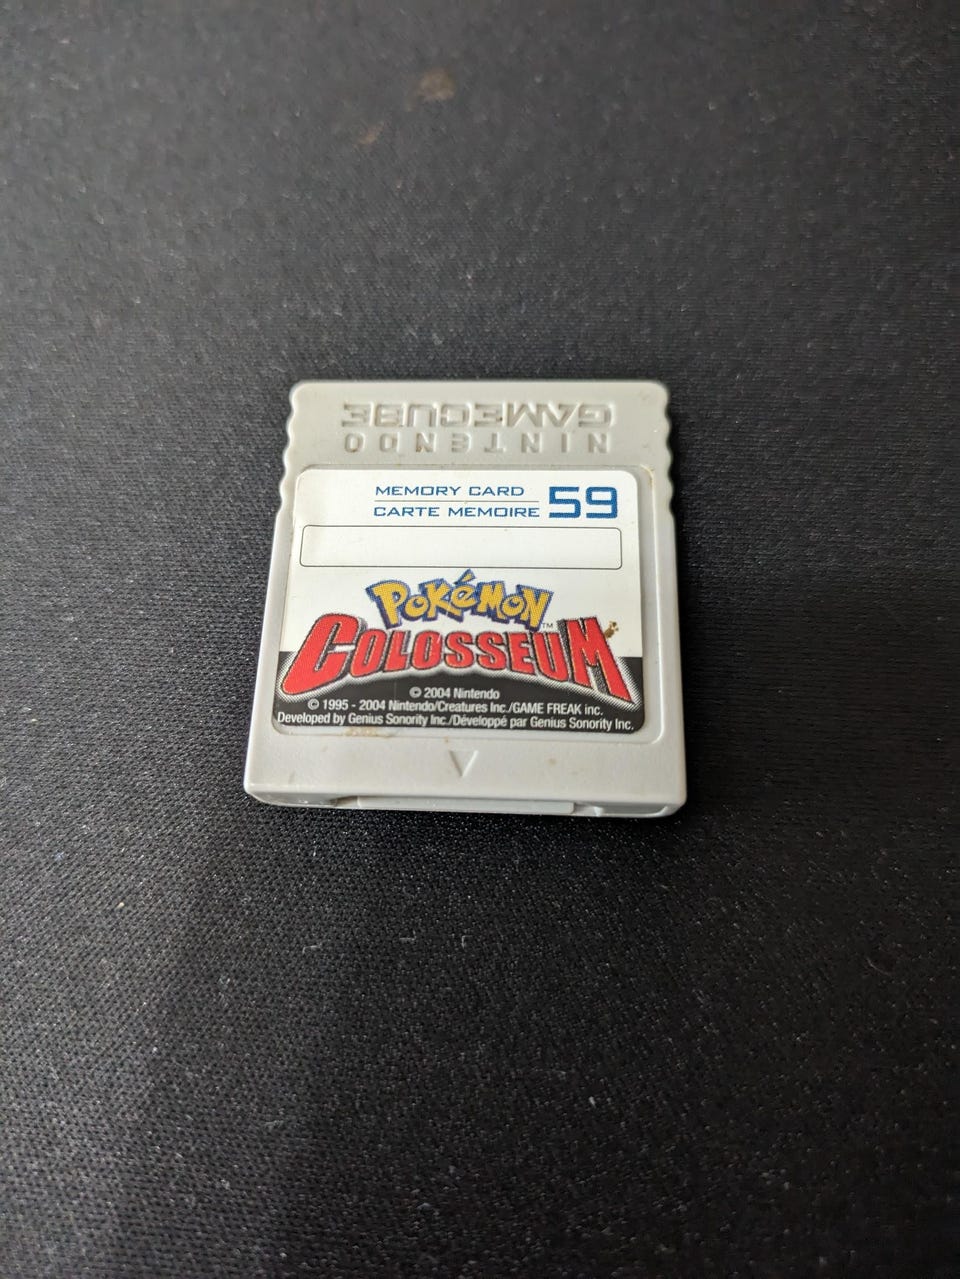 NINTENDO
GAMECUBE
MEMORY CARD
CARTE MEMOIRE 59
POKéMON
COLOSSEUM™
© 2004 Nintendo
© 1995 - 2004 Nintendo/Creatures Inc./GAME FREAK inc.
Developed by Genius Sonority Inc./Développé par Genius Sonority Inc.